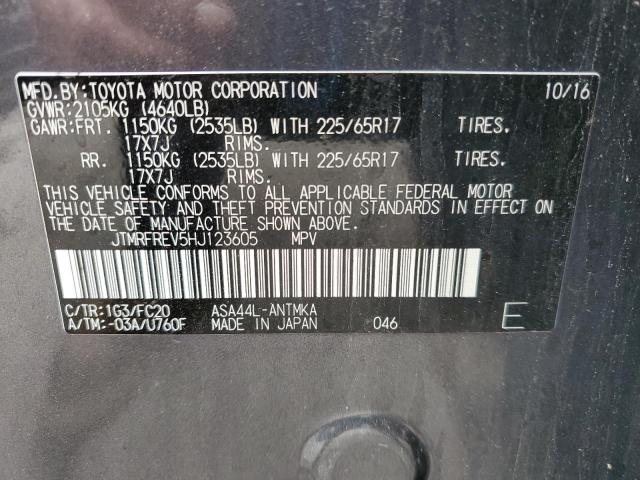 MFD.BY:TOYOTA MOTOR CORPORATION 10/16
GVWR:2105KG (4640LB)
GAWR:FRT. 1150KG (2535LB) WITH 225/65R17 TIRES.
17X7J RIMS.
RR. 1150KG (2535LB) WITH 225/65R17 TIRES.
17X7J RIMS.
THIS VEHICLE CONFORMS TO ALL APPLICABLE FEDERAL MOTOR
VEHICLE SAFETY AND THEFT PREVENTION STANDARDS IN EFFECT ON
THE DATE OF MANUFACTURE SHOWN ABOVE.
JTMRFREV5HJ123605 MPV
C/TR:1G3/FC20 ASA44L-ANTMKA
A/TM:-03A/U760F MADE IN JAPAN 046 E